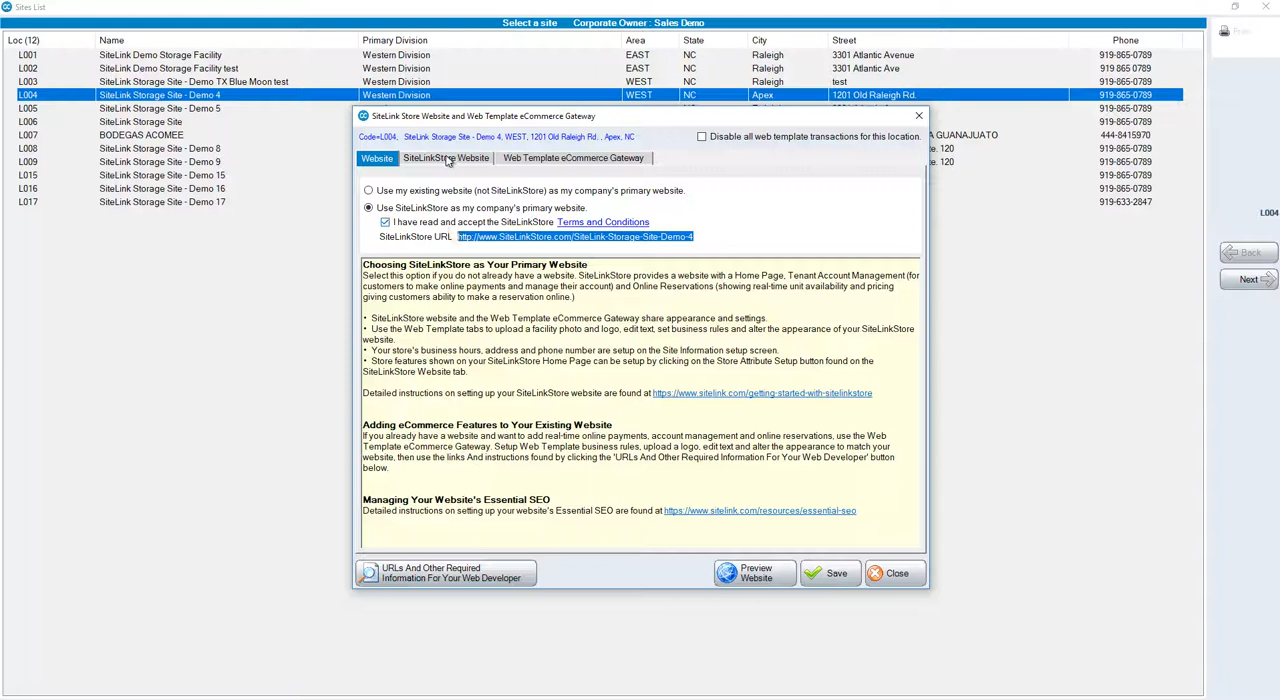 Sites List
Select a site Corporate Owner : Sales Demo
Loc (12) Name Primary Division Area State City Street Phone
L001 SiteLink Demo Storage Facility Western Division EAST NC Raleigh 3301 Atlantic Avenue 919-865-0789
L002 SiteLink Demo Storage Facility test Western Division EAST NC Raleigh 3301 Atlantic Ave 919 865-0789
L003 SiteLink Storage Site - Demo TX Blue Moon test Western Division WEST NC Raleigh test 919-865-0789
L004 SiteLink Storage Site - Demo 4 Western Division WEST NC Apex 1201 Old Raleigh Rd. 919-865-0789
L005 SiteLink Storage Site - Demo 5 919-865-0789
L006 SiteLink Storage Site 919-865-0789
L007 BODEGAS ACOMEE A GUANAJUATO 444-8415970
L008 SiteLink Storage Site - Demo 8 te. 120 919-865-0789
L009 SiteLink Storage Site - Demo 9 te. 120 919-865-0789
L015 SiteLink Storage Site - Demo 15 919-865-0789
L016 SiteLink Storage Site - Demo 16 919-865-0789
L017 SiteLink Storage Site - Demo 17 919-633-2847
Print
L004
Back
Next
SiteLink Store Website and Web Template eCommerce Gateway
Code=L004, SiteLink Storage Site - Demo 4, WEST, 1201 Old Raleigh Rd. , Apex, NC
Disable all web template transactions for this location.
Website SiteLinkStore Website Web Template eCommerce Gateway
Use my existing website (not SiteLinkStore) as my company's primary website.
Use SiteLinkStore as my company's primary website.
I have read and accept the SiteLinkStore Terms and Conditions
SiteLinkStore URL http://www.SiteLinkStore.com/SiteLink-Storage-Site-Demo-4
Choosing SiteLinkStore as Your Primary Website
Select this option if you do not already have a website. SiteLinkStore provides a website with a Home Page, Tenant Account Management (for
customers to make online payments and manage their account) and Online Reservations (showing real-time unit availability and pricing
giving customers ability to make a reservation online.)
• SiteLinkStore website and the Web Template eCommerce Gateway share appearance and settings.
• Use the Web Template tabs to upload a facility photo and logo, edit text, set business rules and alter the appearance of your SiteLinkStore
website.
• Your store's business hours, address and phone number are setup on the Site Information setup screen.
• Store features shown on your SiteLinkStore Home Page can be setup by clicking on the Store Attribute Setup button found on the
SiteLinkStore Website tab.
Detailed instructions on setting up your SiteLinkStore website are found at https://www.sitelink.com/getting-started-with-sitelinkstore
Adding eCommerce Features to Your Existing Website
If you already have a website and want to add real-time online payments, account management and online reservations, use the Web
Template eCommerce Gateway. Setup Web Template business rules, upload a logo, edit text and alter the appearance to match your
website, then use the links And instructions found by clicking the 'URLs And Other Required Information For Your Web Developer' button
below.
Managing Your Website's Essential SEO
Detailed instructions on setting up your website's Essential SEO are found at https://www.sitelink.com/resources/essential-seo
URLs And Other Required
Information For Your Web Developer
Preview
Website
Save
Close